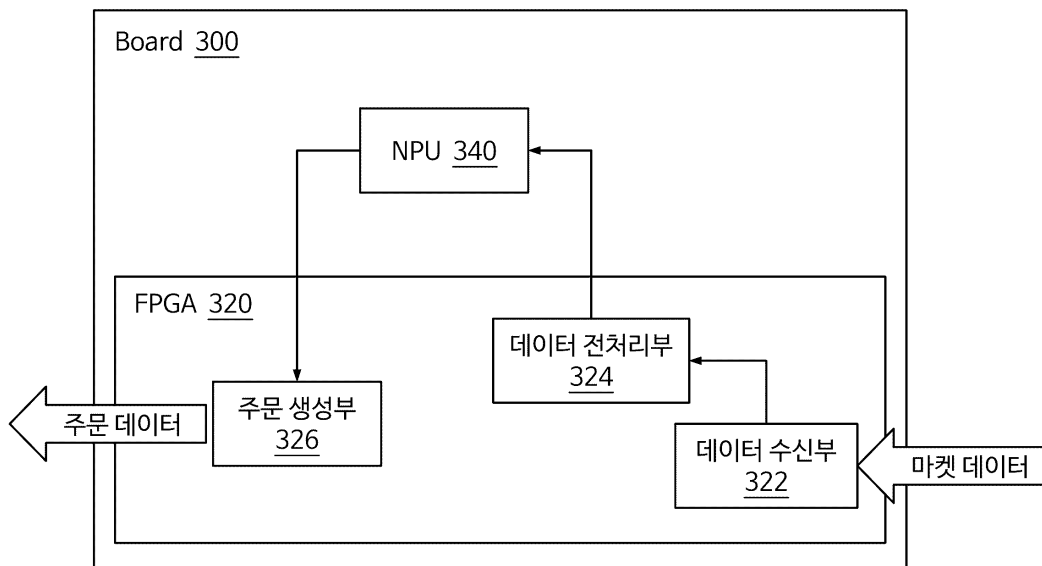 Board 300
NPU 340
FPGA 320
데이터 전처리부
324
주문 생성부
326
주문 데이터
데이터 수신부
322
마켓 데이터